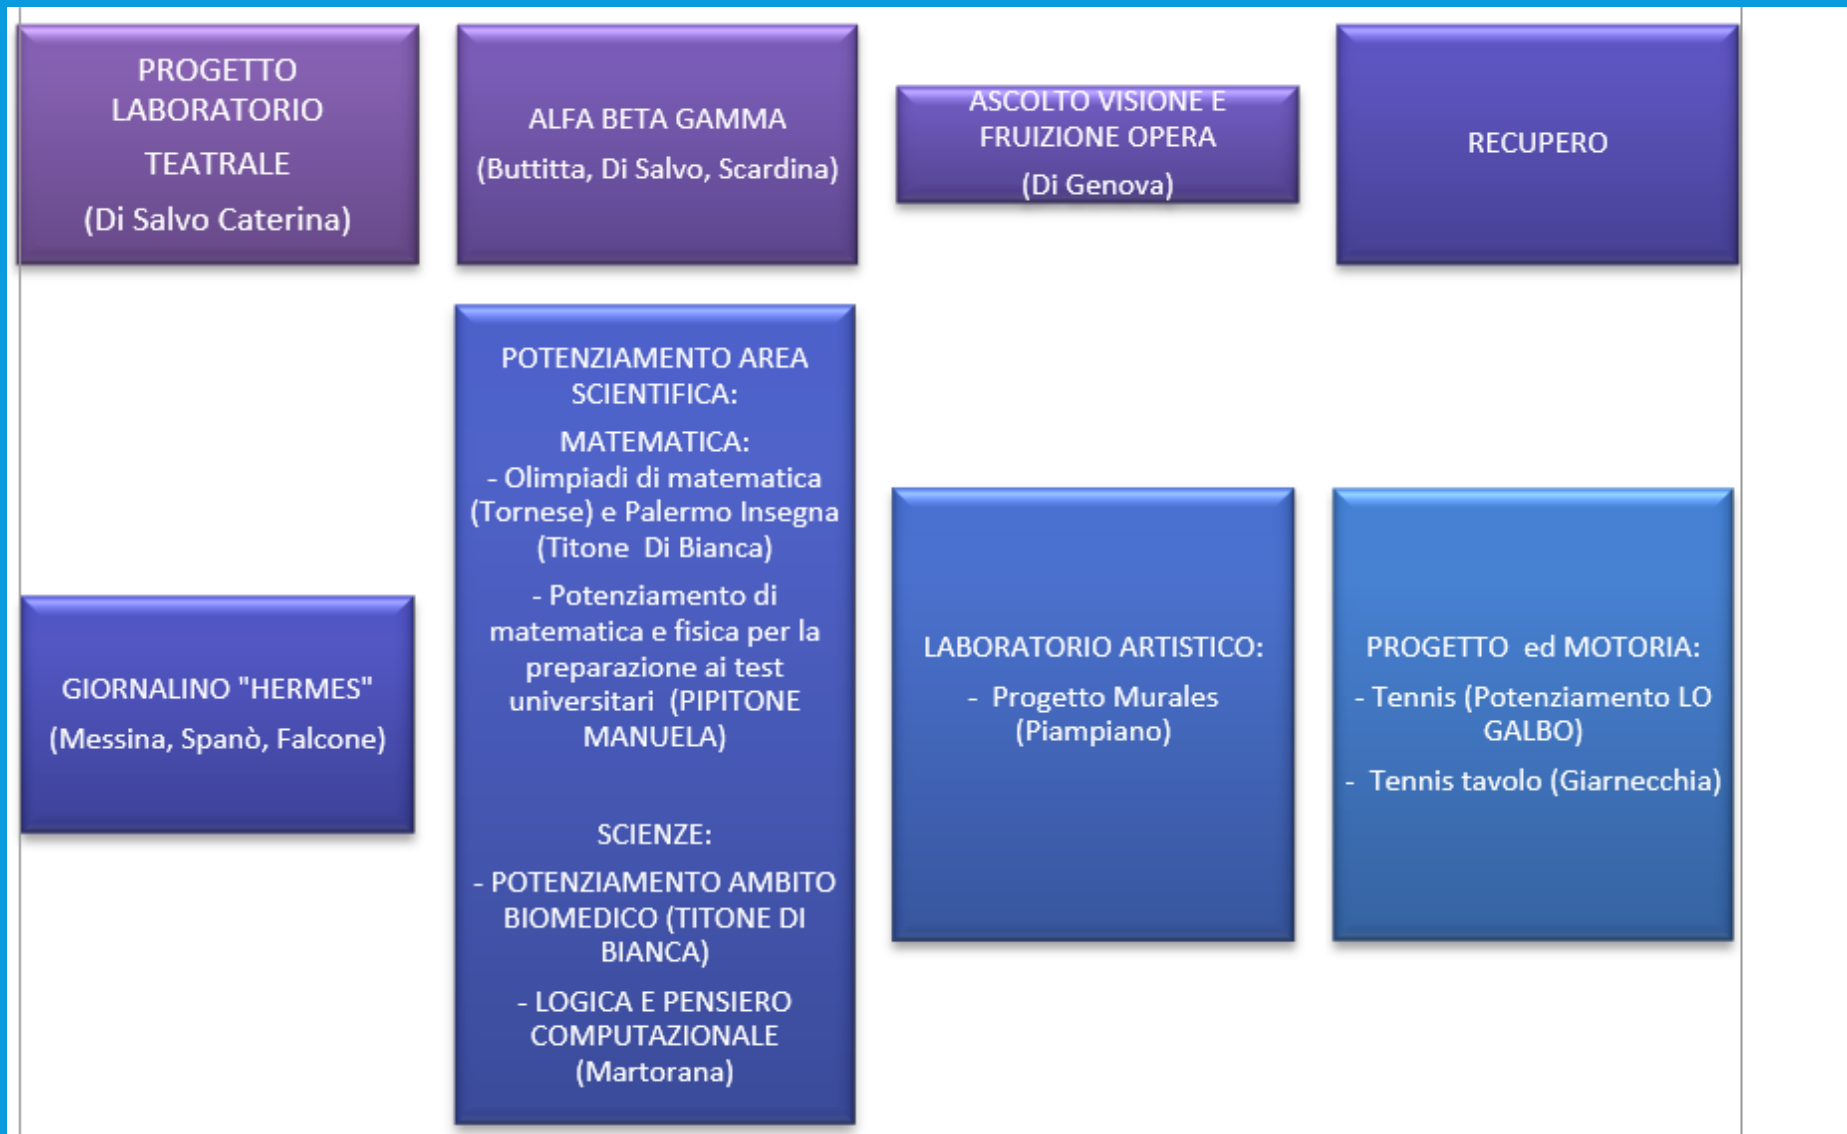 PROGETTO
LABORATORIO
TEATRALE
(Di Salvo Caterina)
ALFA BETA GAMMA
(Buttitta, Di Salvo, Scardina)
ASCOLTO VISIONE E
FRUIZIONE OPERA
(Di Genova)
RECUPERO
GIORNALINO "HERMES"
(Messina, Spanò, Falcone)
POTENZIAMENTO AREA
SCIENTIFICA:
MATEMATICA:
- Olimpiadi di matematica
(Tornese) e Palermo Insegna
(Titone  Di Bianca)
- Potenziamento di
matematica e fisica per la
preparazione ai test
universitari  (PIPITONE
MANUELA)
SCIENZE:
- POTENZIAMENTO AMBITO
BIOMEDICO (TITONE DI
BIANCA)
- LOGICA E PENSIERO
COMPUTAZIONALE
(Martorana)
LABORATORIO ARTISTICO:
-  Progetto Murales
(Piampiano)
PROGETTO  ed MOTORIA:
- Tennis (Potenziamento LO
GALBO)
-  Tennis tavolo (Giarnecchia)